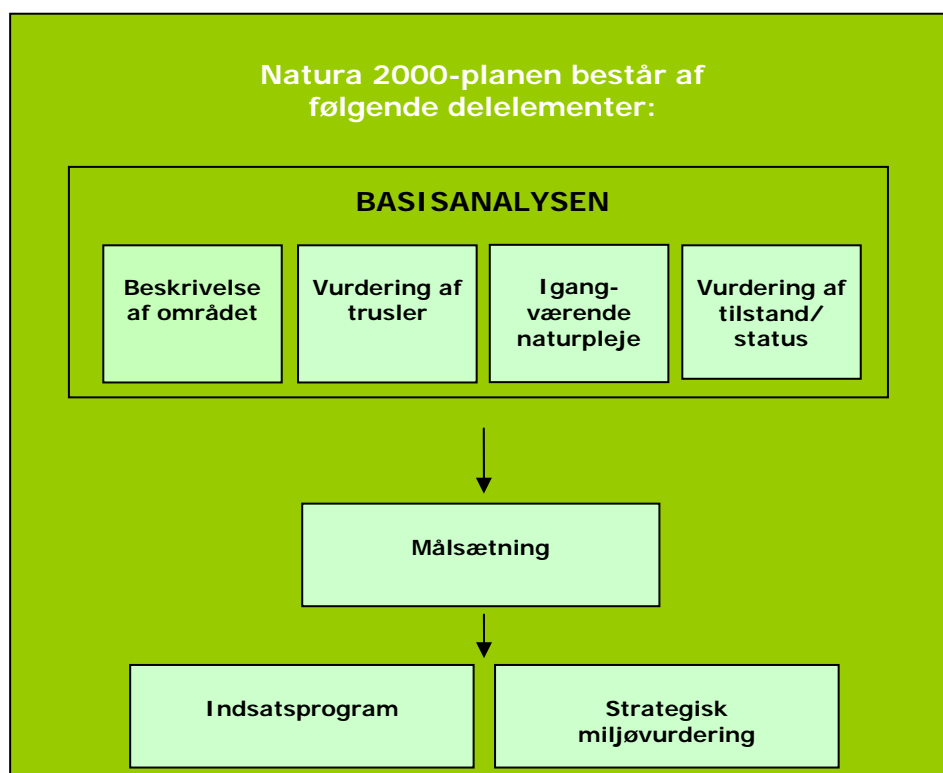 Natura 2000-planen består af
følgende delelementer:
BASISANALYSEN
Beskrivelse
af området
Vurdering af
trusler
Igang-
værende
naturpleje
Vurdering af
tilstand/
status
Målsætning
Indsatsprogram
Strategisk
miljøvurdering